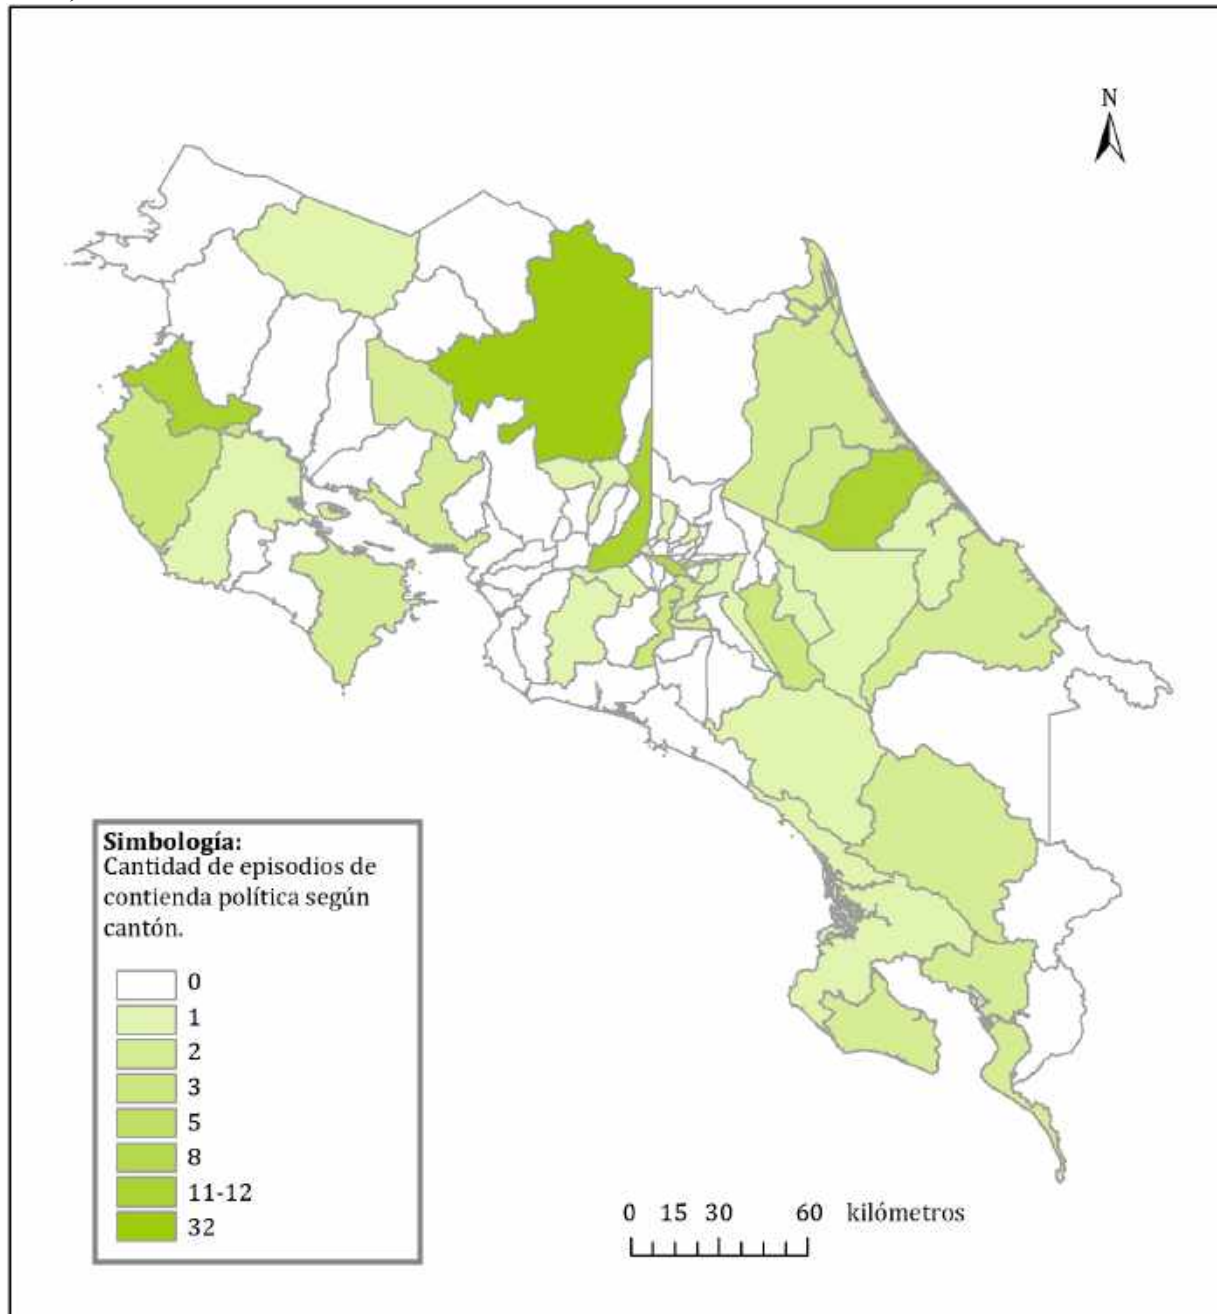 N
Simbología:
Cantidad de episodios de
contienda política según
cantón.
0
1
2
3
5
8
11-12
32
0 15 30 60 kilómetros